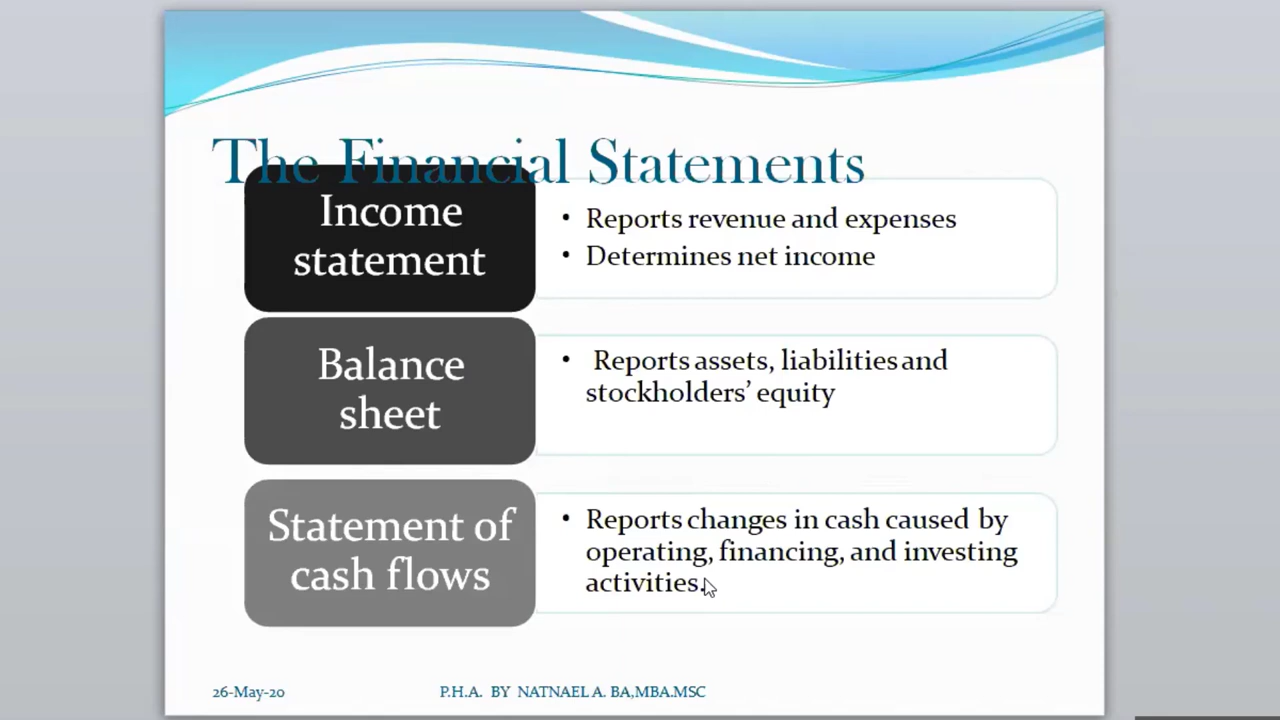 The Financial Statements
Income
statement
• Reports revenue and expenses
• Determines net income
Balance
sheet
• Reports assets, liabilities and
stockholders’ equity
Statement of
cash flows
• Reports changes in cash caused by
operating, financing, and investing
activities.
26-May-20
P.H.A. BY NATNAEL A. BA,MBA.MSC